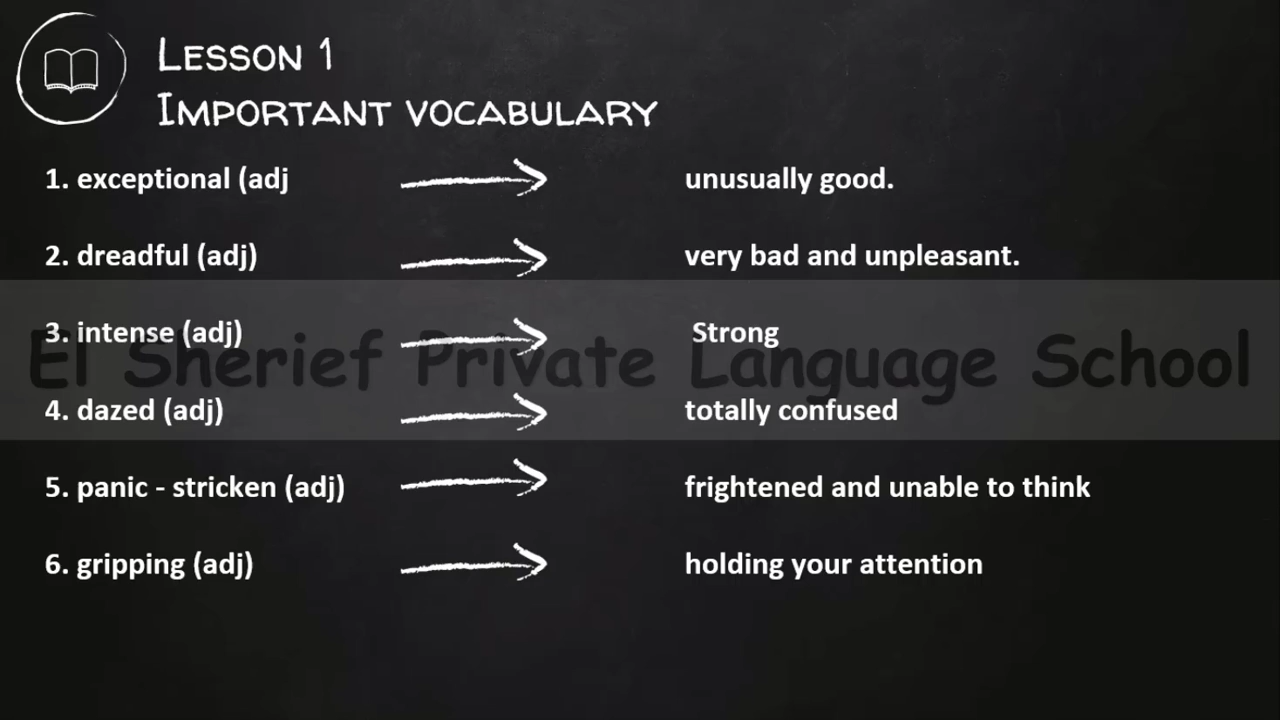 Lesson 1
Important vocabulary
1. exceptional (adj → unusually good.
2. dreadful (adj) → very bad and unpleasant.
3. intense (adj) → Strong
El Sherief Private Language School
4. dazed (adj) → totally confused
5. panic - stricken (adj) → frightened and unable to think
6. gripping (adj) → holding your attention